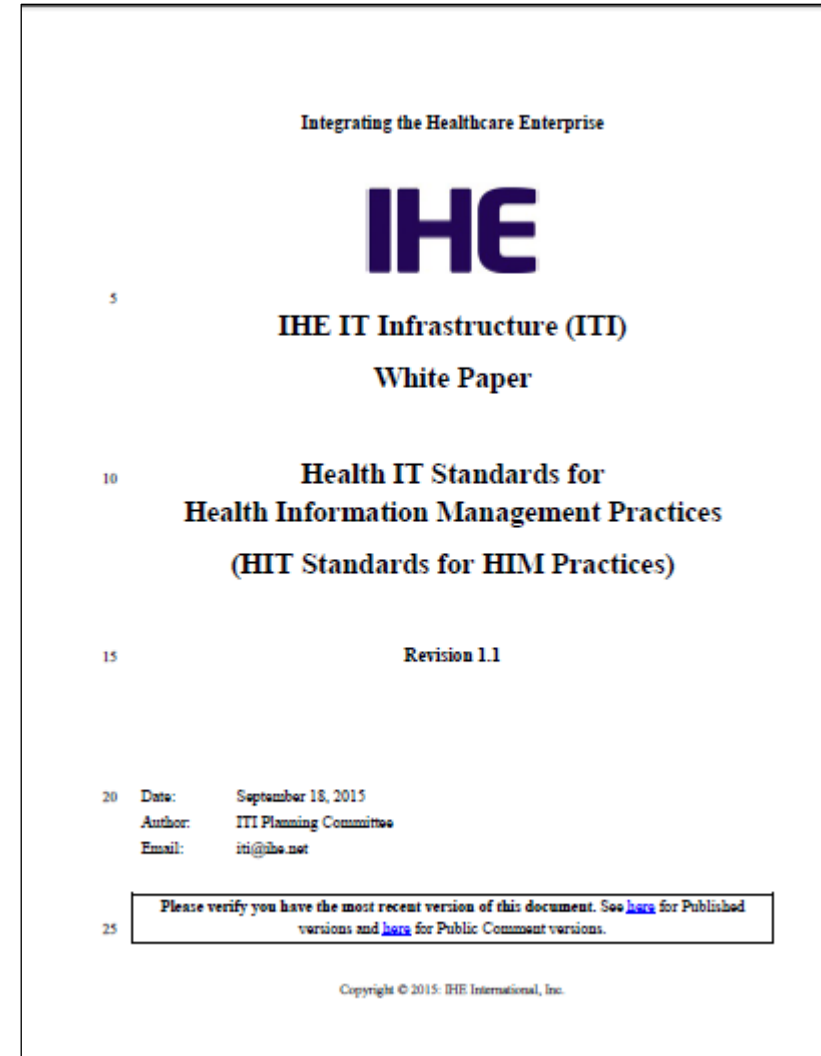 Integrating the Healthcare Enterprise
IHE
5
IHE IT Infrastructure (ITI)
White Paper
10 Health IT Standards for
Health Information Management Practices
(HIT Standards for HIM Practices)
15 Revision 1.1
20 Date: September 18, 2015
Author: ITI Planning Committee
Email: iti@ihe.net
Please verify you have the most recent version of this document. See here for Published
25 versions and here for Public Comment versions.
Copyright © 2015: IHE International, Inc.